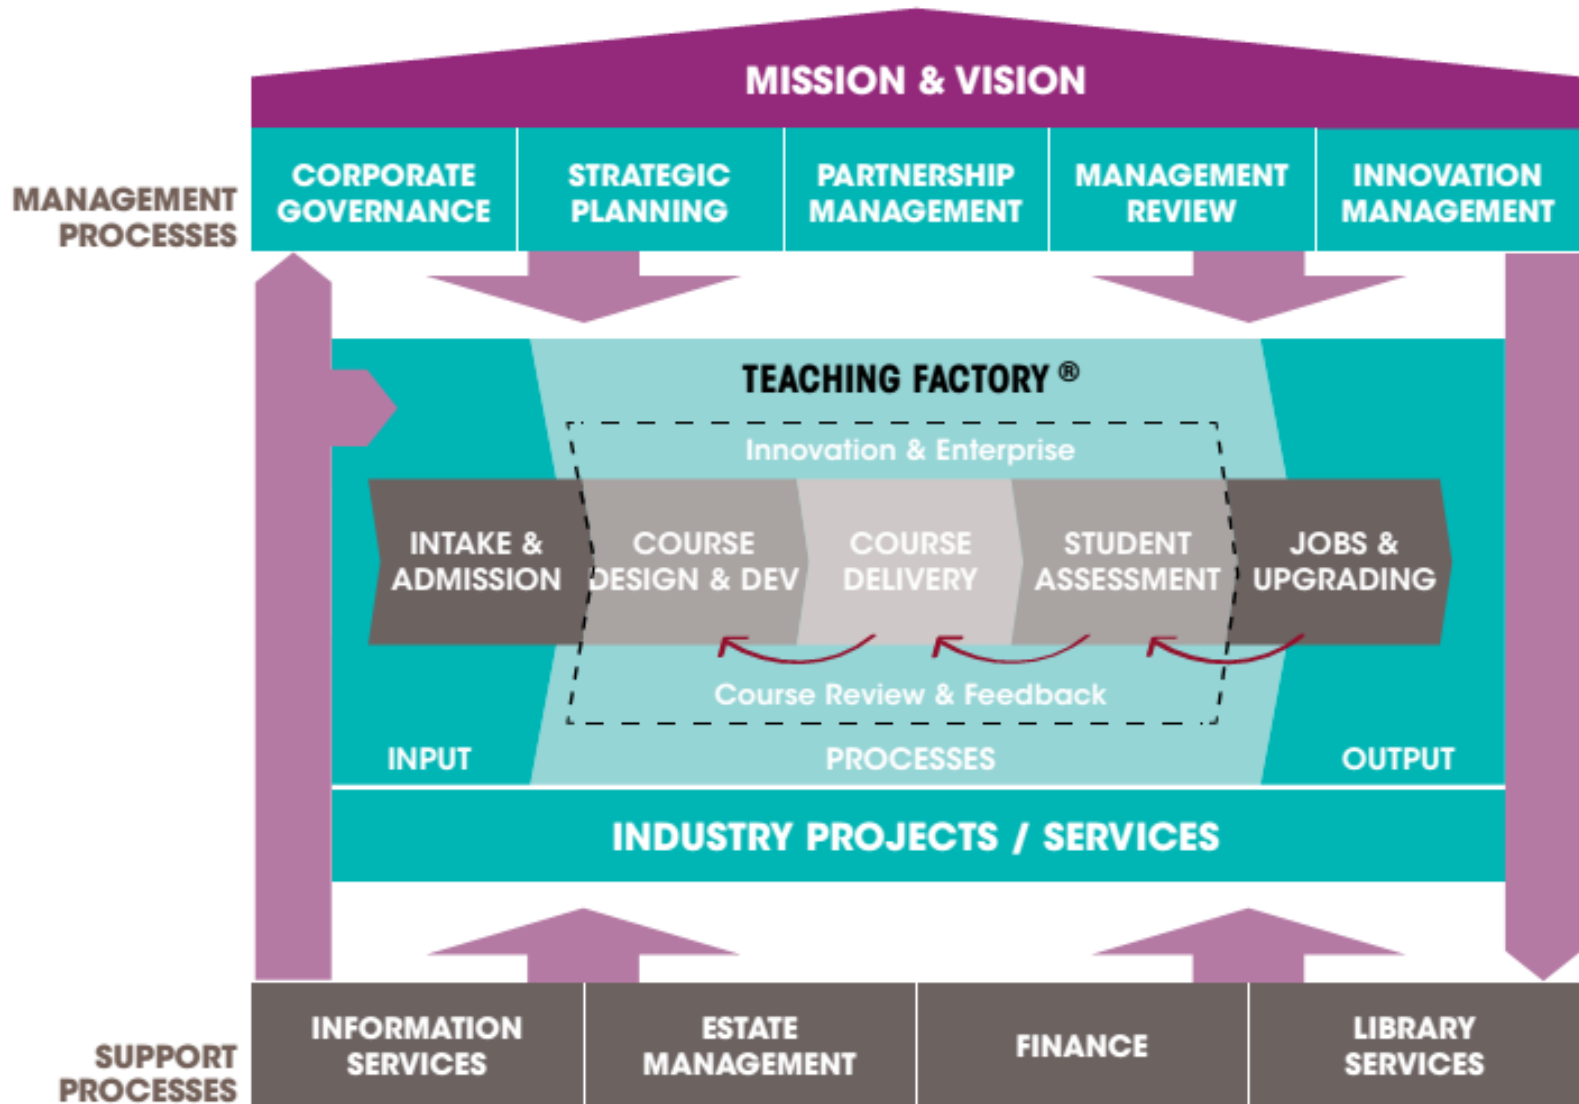 MISSION & VISION
MANAGEMENT
PROCESSES
CORPORATE
GOVERNANCE
STRATEGIC
PLANNING
PARTNERSHIP
MANAGEMENT
MANAGEMENT
REVIEW
INNOVATION
MANAGEMENT
TEACHING FACTORY ®
Innovation & Enterprise
INTAKE &
ADMISSION
COURSE
DESIGN & DEV
COURSE
DELIVERY
STUDENT
ASSESSMENT
JOBS &
UPGRADING
Course Review & Feedback
INPUT
PROCESSES
OUTPUT
INDUSTRY PROJECTS / SERVICES
SUPPORT
PROCESSES
INFORMATION
SERVICES
ESTATE
MANAGEMENT
FINANCE
LIBRARY
SERVICES